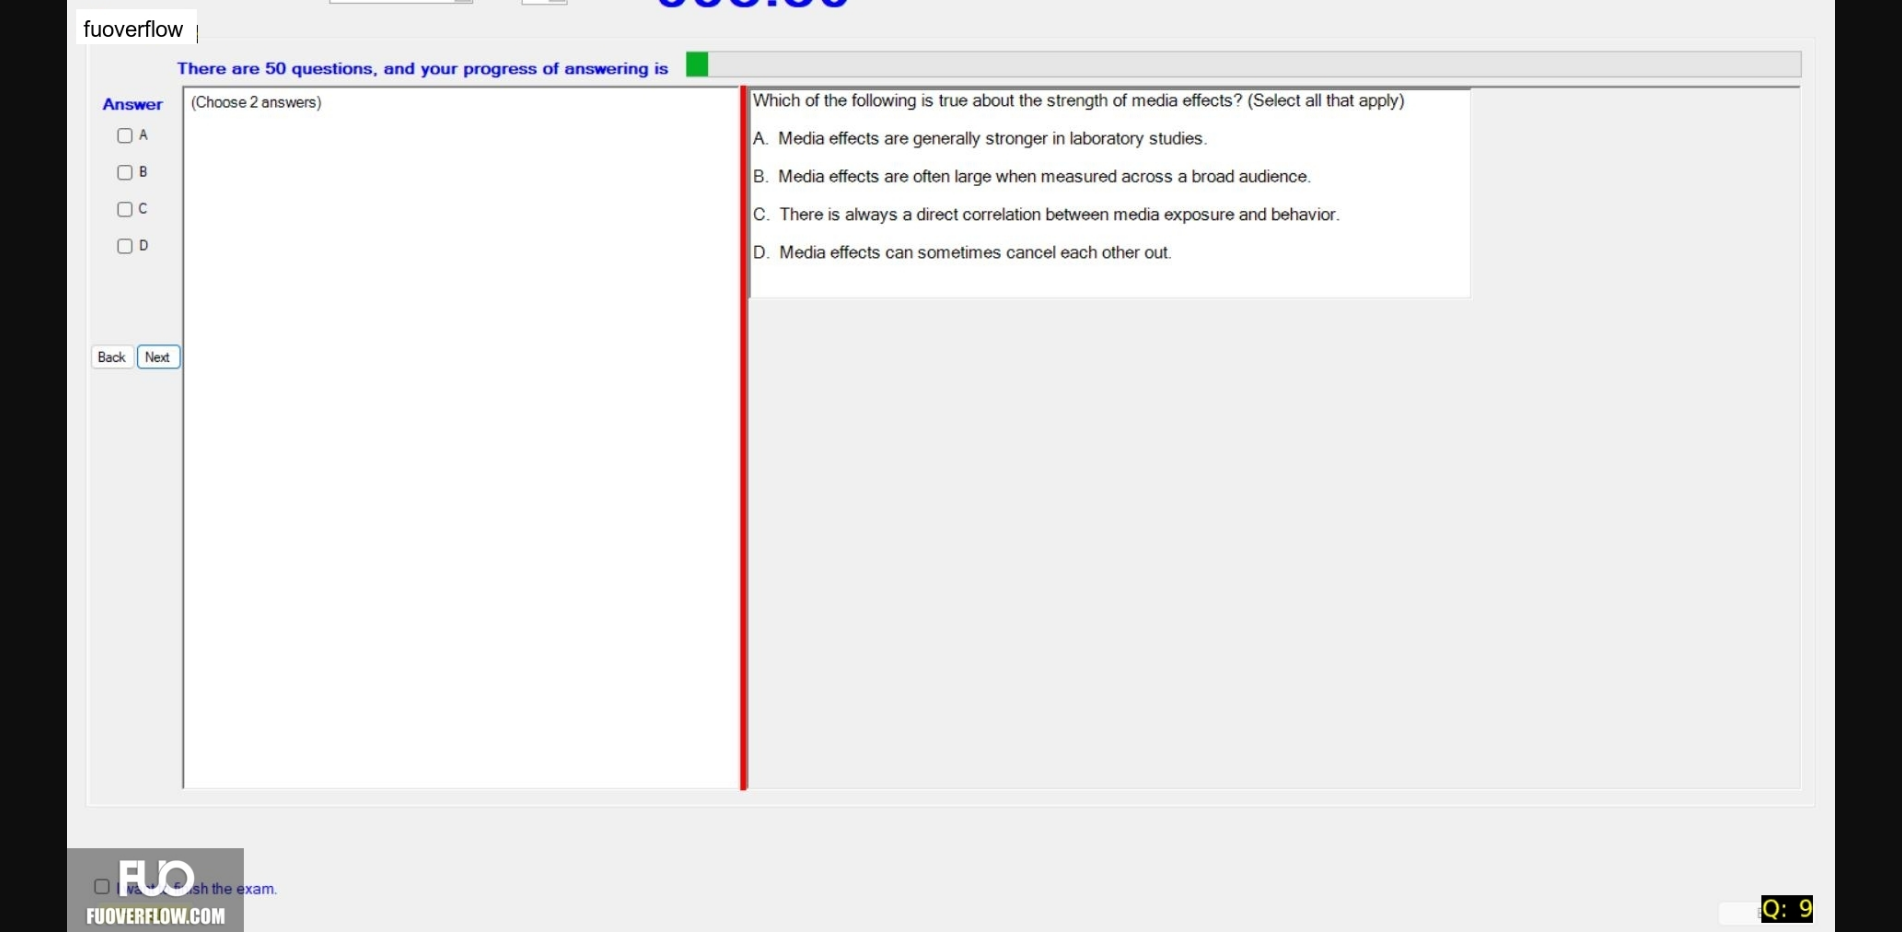 fuoverflow
There are 50 questions, and your progress of answering is
Answer
A
B
C
D
Back Next
(Choose 2 answers)
Which of the following is true about the strength of media effects? (Select all that apply)
A. Media effects are generally stronger in laboratory studies.
B. Media effects are often large when measured across a broad audience.
C. There is always a direct correlation between media exposure and behavior.
D. Media effects can sometimes cancel each other out.
FUO
the exam.
FUOVERFLOW.COM
Q: 9